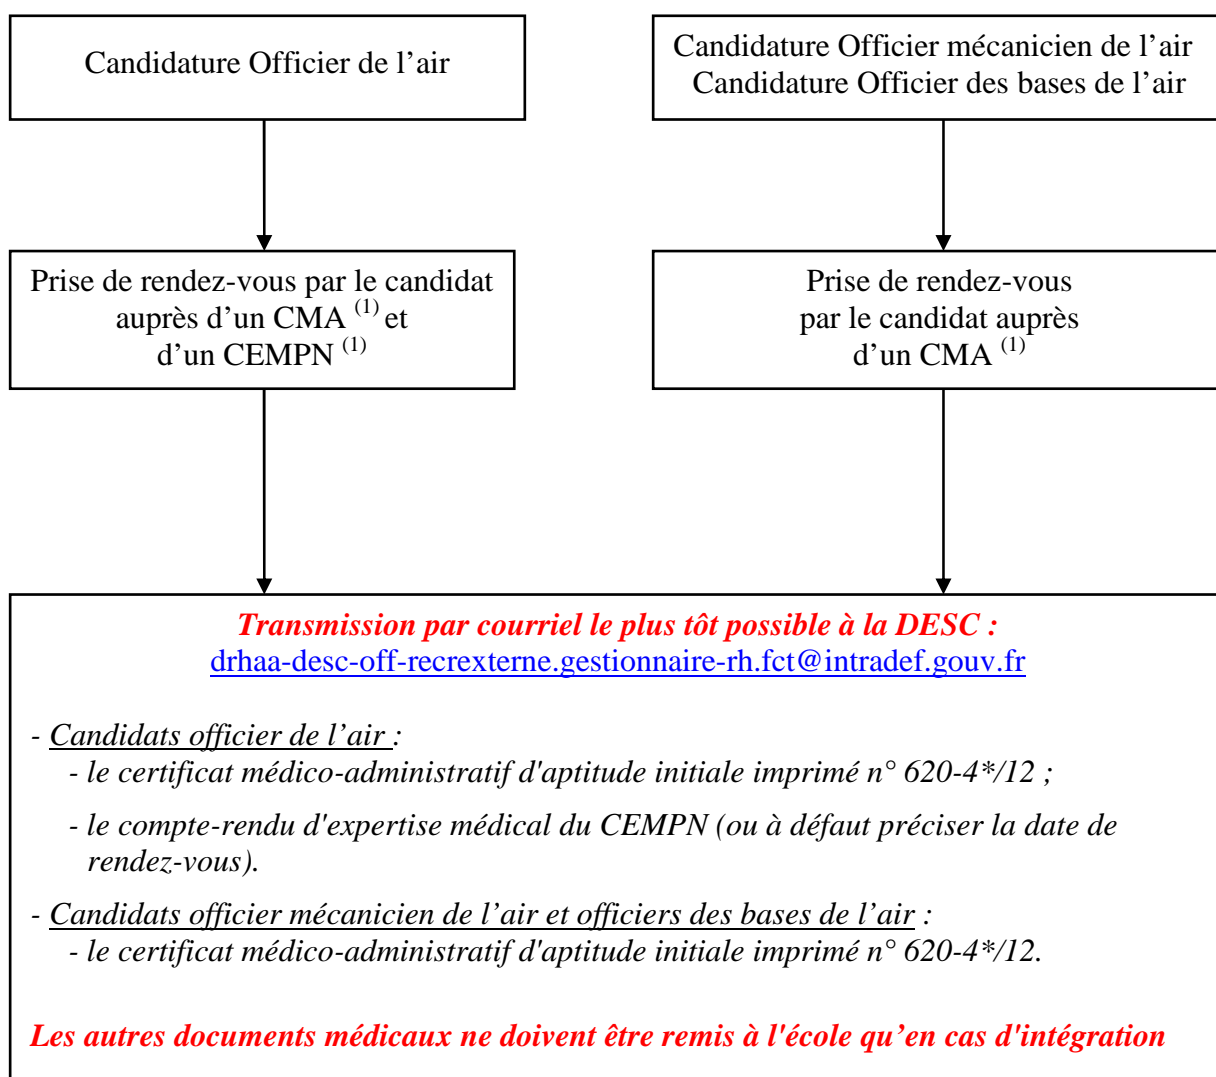 Candidature Officier de l’air
Candidature Officier mécanicien de l’air
Candidature Officier des bases de l’air
Prise de rendez-vous par le candidat
auprès d’un CMA (1) et
d’un CEMPN (1)
Prise de rendez-vous
par le candidat auprès
d’un CMA (1)
Transmission par courriel le plus tôt possible à la DESC :
drhaa-desc-off-recrexterne.gestionnaire-rh.fct@intradef.gouv.fr
- Candidats officier de l’air :
- le certificat médico-administratif d'aptitude initiale imprimé n° 620-4*/12 ;
- le compte-rendu d'expertise médical du CEMPN (ou à défaut préciser la date de
rendez-vous).
- Candidats officier mécanicien de l’air et officiers des bases de l’air :
- le certificat médico-administratif d'aptitude initiale imprimé n° 620-4*/12.
Les autres documents médicaux ne doivent être remis à l'école qu’en cas d'intégration